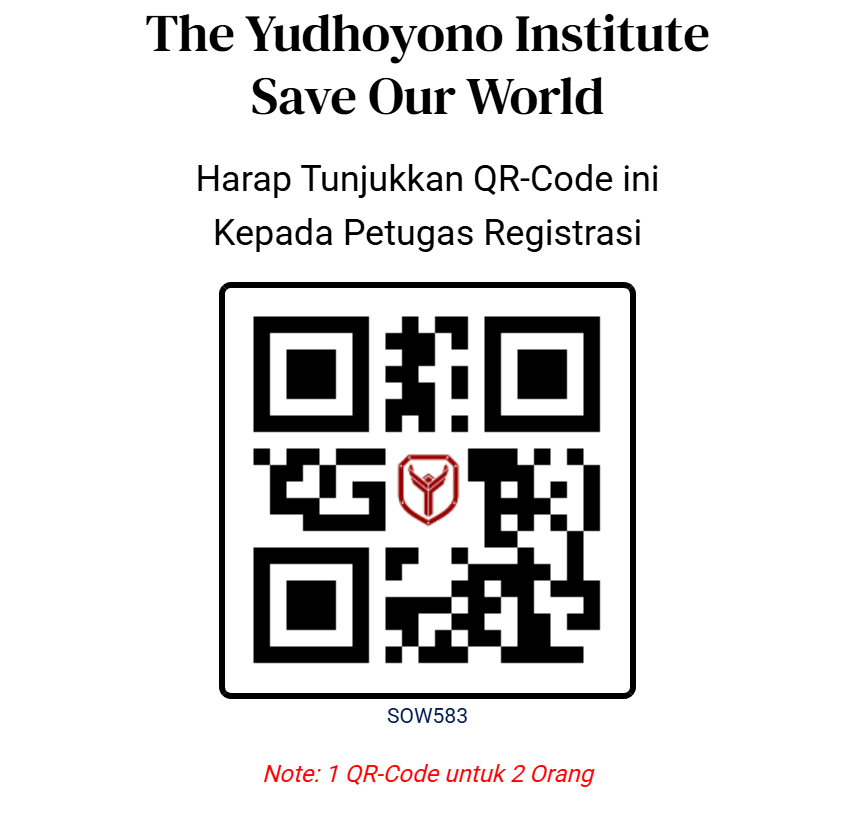 The Yudhoyono Institute
Save Our World
Harap Tunjukkan QR-Code ini
Kepada Petugas Registrasi
SOW583
Note: 1 QR-Code untuk 2 Orang